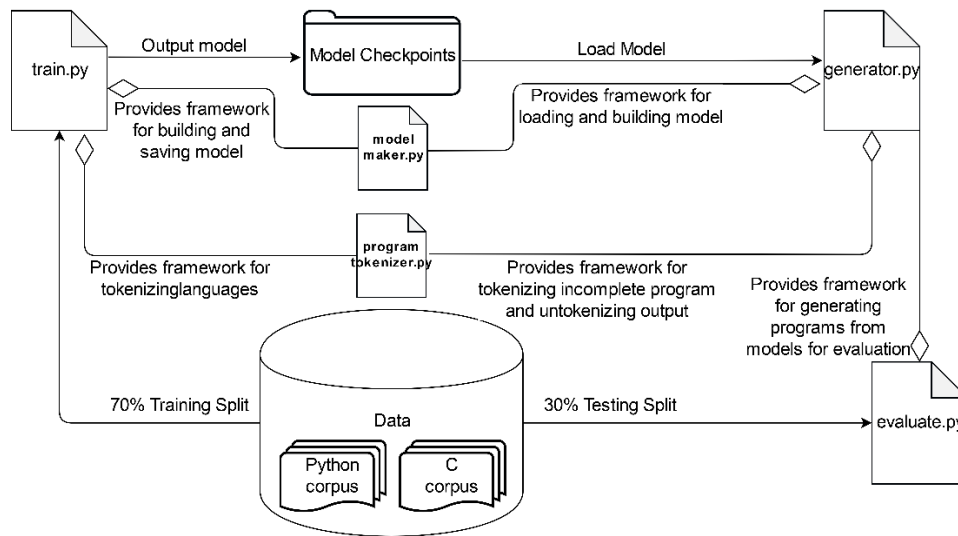 Output model
Model Checkpoints
Load Model
train.py
generator.py
Provides framework
for building and
saving model
model
maker.py
Provides framework for
loading and building model
program
tokenizer.py
Provides framework for
tokenizinglanguages
Provides framework for
tokenizing incomplete program
and untokenizing output
Provides framework
for generating
programs from
models for evaluation
70% Training Split
Data
30% Testing Split
evaluate.py
Python
corpus
C
corpus